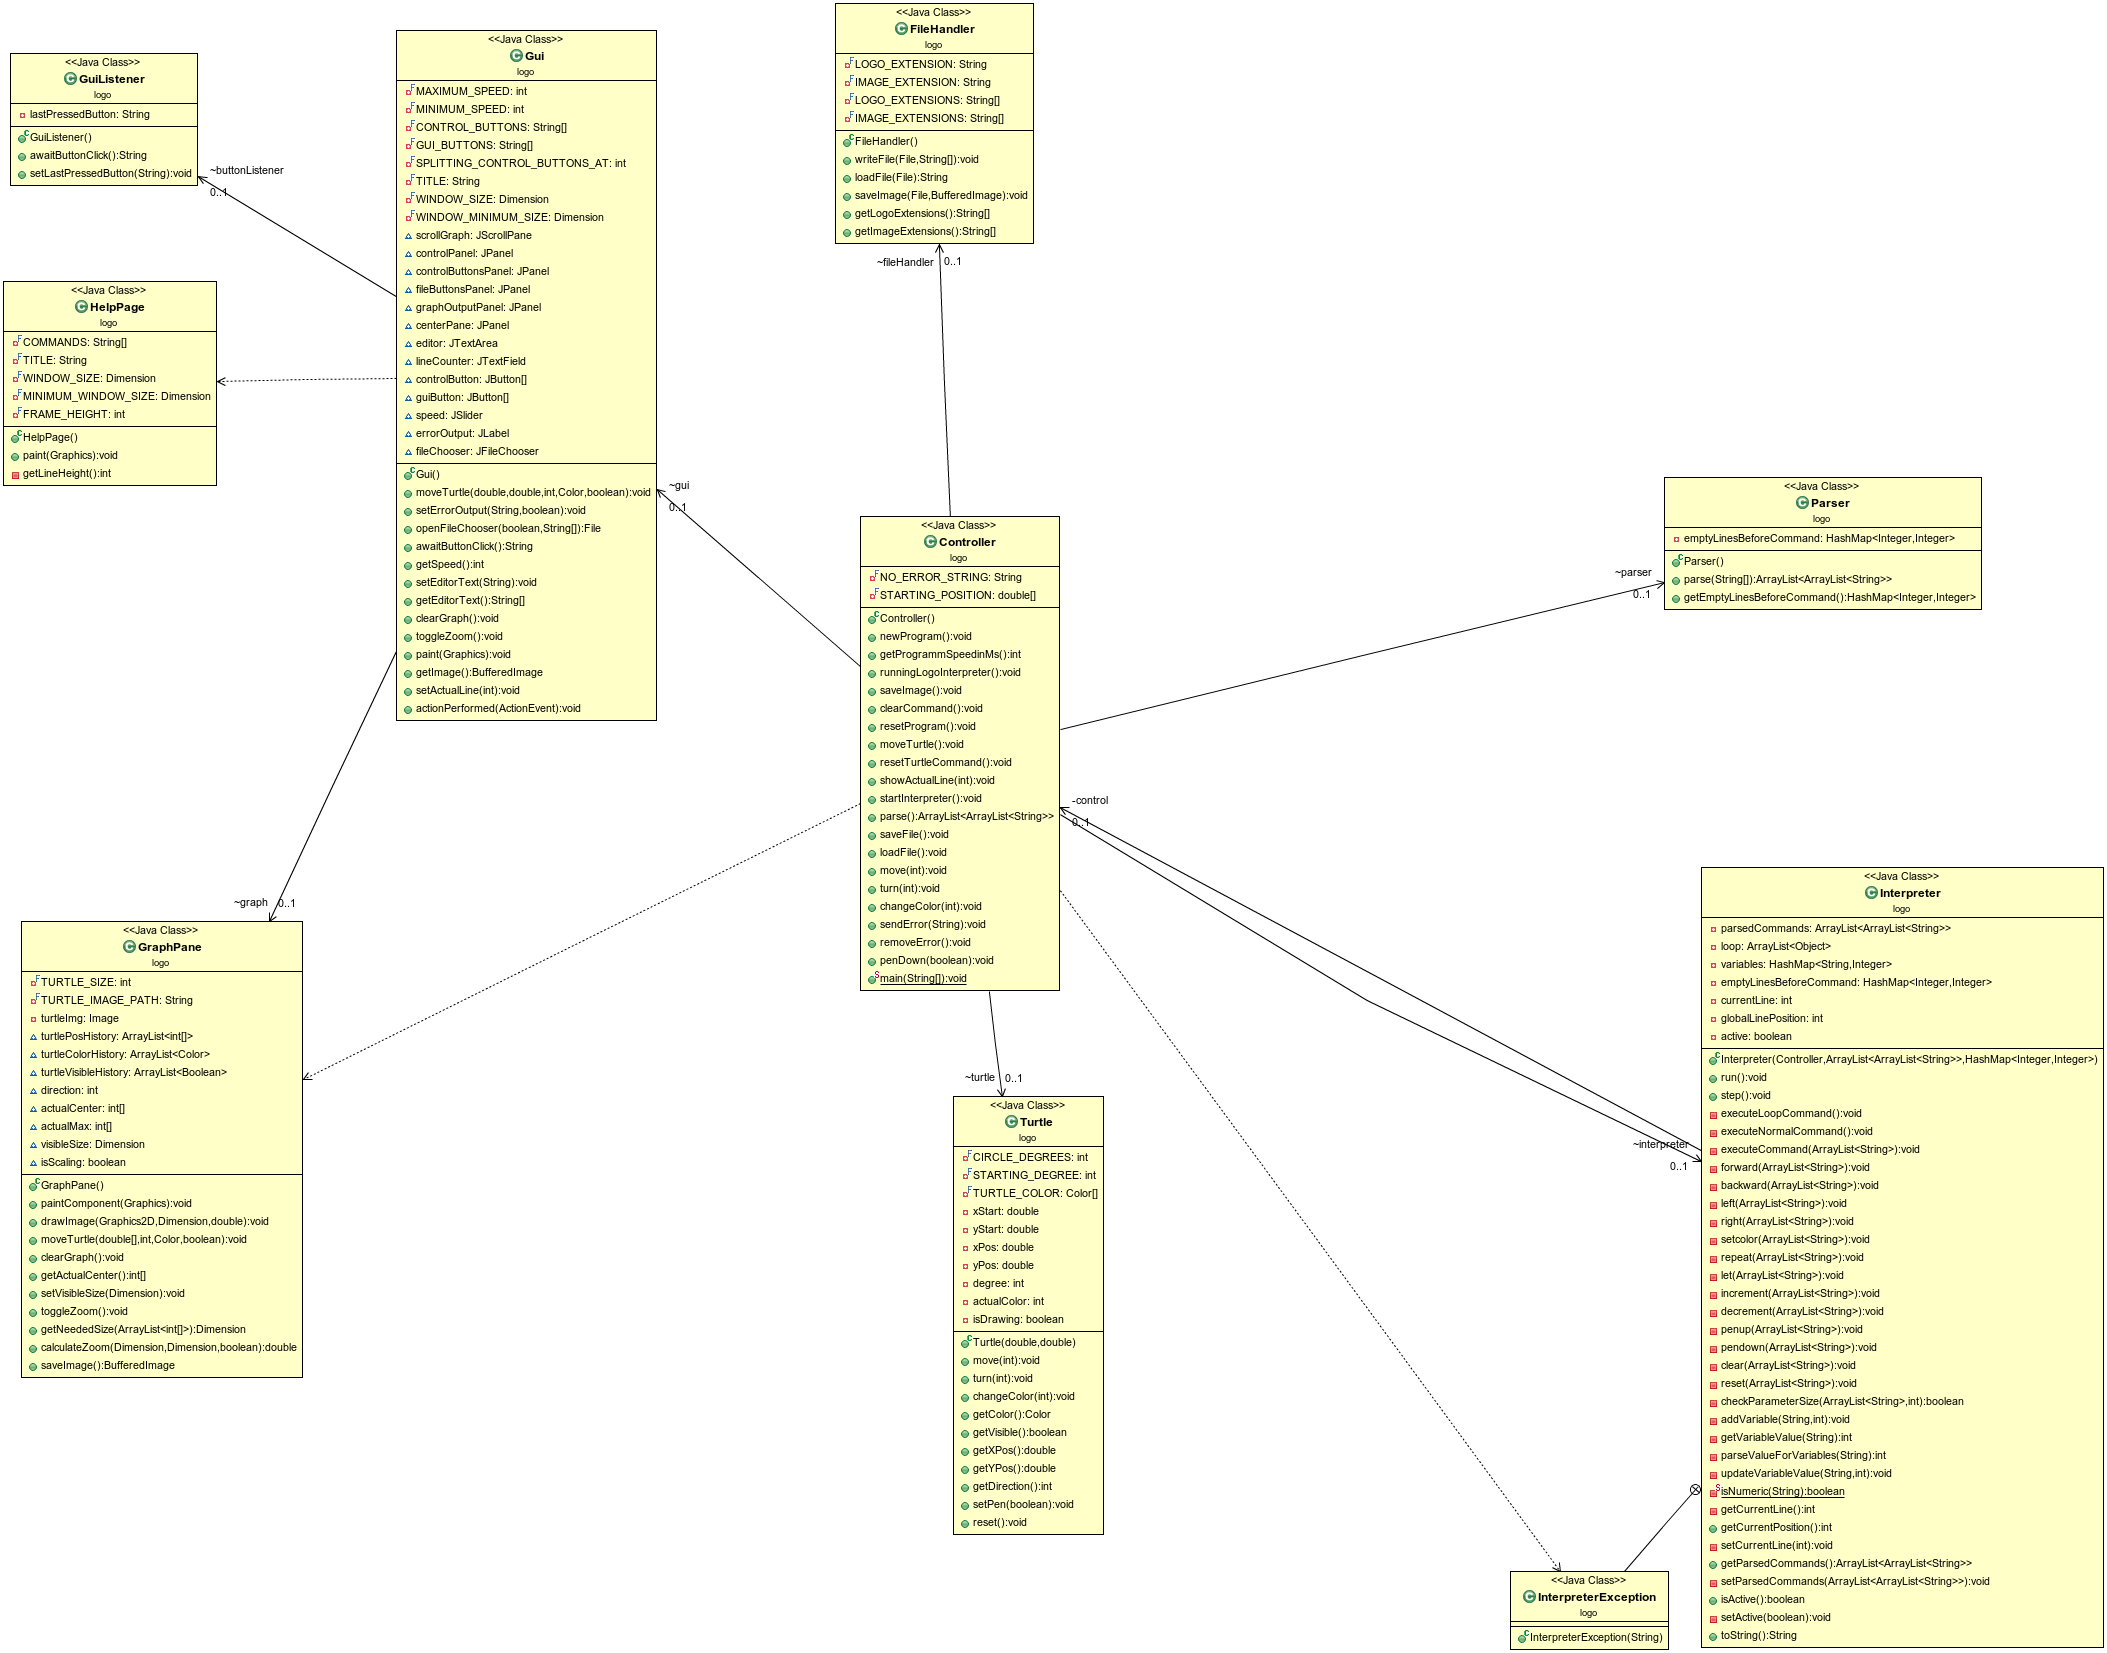 <<Java Class>>
GuiListener
logo
lastPressedButton: String
GuiListener()
awaitButtonClick():String
setLastPressedButton(String):void
~buttonListener
0..1
<<Java Class>>
HelpPage
logo
COMMANDS: String[]
TITLE: String
WINDOW_SIZE: Dimension
MINIMUM_WINDOW_SIZE: Dimension
FRAME_HEIGHT: int
HelpPage()
paint(Graphics):void
getLineHeight():int
<<Java Class>>
Gui
logo
MAXIMUM_SPEED: int
MINIMUM_SPEED: int
CONTROL_BUTTONS: String[]
GUI_BUTTONS: String[]
SPLITTING_CONTROL_BUTTONS_AT: int
TITLE: String
WINDOW_SIZE: Dimension
WINDOW_MINIMUM_SIZE: Dimension
scrollGraph: JScrollPane
controlPanel: JPanel
controlButtonsPanel: JPanel
fileButtonsPanel: JPanel
graphOutputPanel: JPanel
centerPane: JPanel
editor: JTextArea
lineCounter: JTextField
controlButton: JButton[]
guiButton: JButton[]
speed: JSlider
errorOutput: JLabel
fileChooser: JFileChooser
Gui()
moveTurtle(double,double,int,Color,boolean):void
setErrorOutput(String,boolean):void
openFileChooser(boolean,String[]):File
awaitButtonClick():String
getSpeed():int
setEditorText(String):void
getEditorText():String[]
clearGraph():void
toggleZoom():void
paint(Graphics):void
getImage():BufferedImage
setActualLine(int):void
actionPerformed(ActionEvent):void
~gui
0..1
<<Java Class>>
FileHandler
logo
LOGO_EXTENSION: String
IMAGE_EXTENSION: String
LOGO_EXTENSIONS: String[]
IMAGE_EXTENSIONS: String[]
FileHandler()
writeFile(File,String[]):void
loadFile(File):String
saveImage(File,BufferedImage):void
getLogoExtensions():String[]
getImageExtensions():String[]
~fileHandler
0..1
<<Java Class>>
Controller
logo
NO_ERROR_STRING: String
STARTING_POSITION: double[]
Controller()
newProgram():void
getProgrammSpeedinMs():int
runningLogoInterpreter():void
saveImage():void
clearCommand():void
resetProgram():void
moveTurtle():void
resetTurtleCommand():void
showActualLine(int):void
startInterpreter():void
parse():ArrayList<ArrayList<String>>
saveFile():void
loadFile():void
move(int):void
turn(int):void
changeColor(int):void
sendError(String):void
removeError():void
penDown(boolean):void
main(String[]):void
~parser
0..1
<<Java Class>>
Parser
logo
emptyLinesBeforeCommand: HashMap<Integer,Integer>
Parser()
parse(String[]):ArrayList<ArrayList<String>>
getEmptyLinesBeforeCommand():HashMap<Integer,Integer>
-control
0..1
~graph
0..1
<<Java Class>>
GraphPane
logo
TURTLE_SIZE: int
TURTLE_IMAGE_PATH: String
turtleImg: Image
turtlePosHistory: ArrayList<int[]>
turtleColorHistory: ArrayList<Color>
turtleVisibleHistory: ArrayList<Boolean>
direction: int
actualCenter: int[]
actualMax: int[]
visibleSize: Dimension
isScaling: boolean
GraphPane()
paintComponent(Graphics):void
drawImage(Graphics2D,Dimension,double):void
moveTurtle(double[],int,Color,boolean):void
clearGraph():void
getActualCenter():int[]
setVisibleSize(Dimension):void
toggleZoom():void
getNeededSize(ArrayList<int[]>):Dimension
calculateZoom(Dimension,Dimension,boolean):double
saveImage():BufferedImage
~turtle
0..1
<<Java Class>>
Turtle
logo
CIRCLE_DEGREES: int
STARTING_DEGREE: int
TURTLE_COLOR: Color[]
xStart: double
yStart: double
xPos: double
yPos: double
degree: int
actualColor: int
isDrawing: boolean
Turtle(double,double)
move(int):void
turn(int):void
changeColor(int):void
getColor():Color
getVisible():boolean
getXPos():double
getYPos():double
getDirection():int
setPen(boolean):void
reset():void
~interpreter
0..1
<<Java Class>>
Interpreter
logo
parsedCommands: ArrayList<ArrayList<String>>
loop: ArrayList<Object>
variables: HashMap<String,Integer>
emptyLinesBeforeCommand: HashMap<Integer,Integer>
currentLine: int
globalLinePosition: int
active: boolean
Interpreter(Controller,ArrayList<ArrayList<String>>,HashMap<Integer,Integer>)
run():void
step():void
executeLoopCommand():void
executeNormalCommand():void
executeCommand(ArrayList<String>):void
forward(ArrayList<String>):void
backward(ArrayList<String>):void
left(ArrayList<String>):void
right(ArrayList<String>):void
setcolor(ArrayList<String>):void
repeat(ArrayList<String>):void
let(ArrayList<String>):void
increment(ArrayList<String>):void
decrement(ArrayList<String>):void
penup(ArrayList<String>):void
pendown(ArrayList<String>):void
clear(ArrayList<String>):void
reset(ArrayList<String>):void
checkParameterSize(ArrayList<String>,int):boolean
addVariable(String,int):void
getVariableValue(String):int
parseValueForVariables(String):int
updateVariableValue(String,int):void
isNumeric(String):boolean
getCurrentLine():int
getCurrentPosition():int
setCurrentLine(int):void
getParsedCommands():ArrayList<ArrayList<String>>
setParsedCommands(ArrayList<ArrayList<String>>):void
isActive():boolean
setActive(boolean):void
toString():String
<<Java Class>>
InterpreterException
logo
InterpreterException(String)